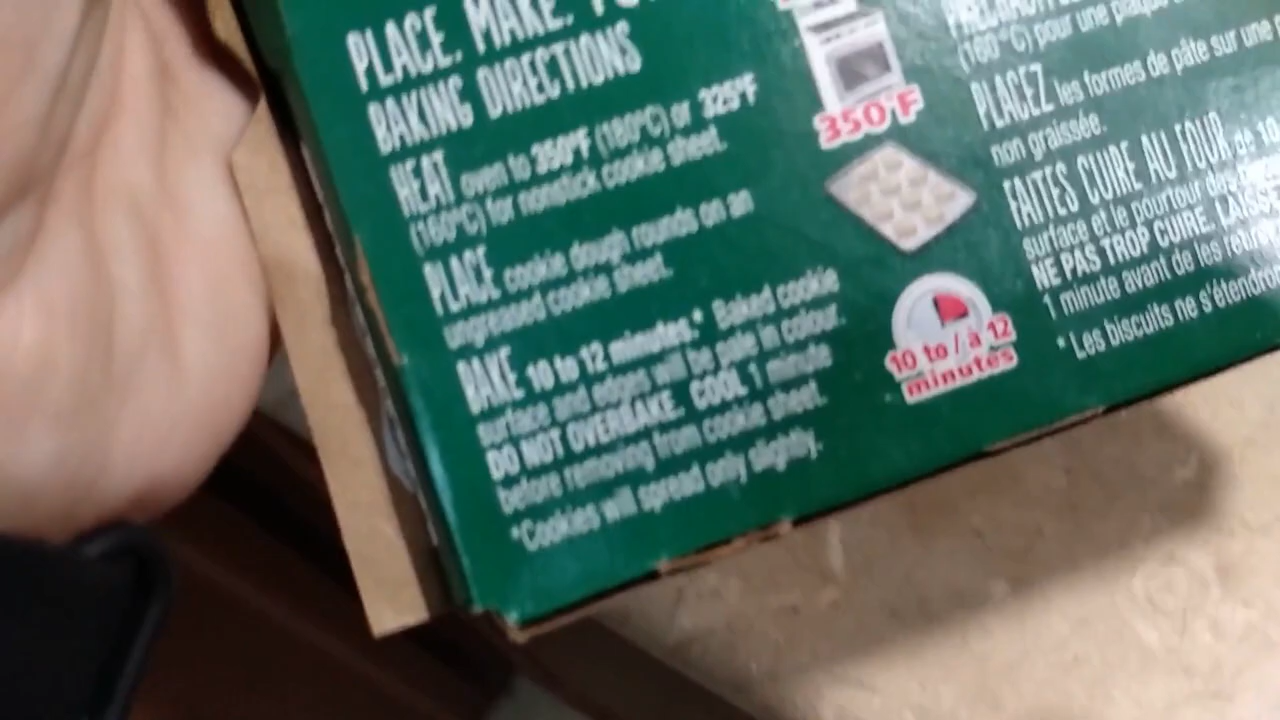 PLACE. MAKE.
BAKING DIRECTIONS
HEAT oven to 350°F (180°C) or 325°F
(160°C) for nonstick cookie sheet.
PLACE cookie dough rounds on an
ungreased cookie sheet.
BAKE 10 to 12 minutes.* Baked cookie
surface and edges will be pale in colour.
DO NOT OVERBAKE. COOL 1 minute
before removing from cookie sheet.
*Cookies will spread only slightly.
350°F
10 to / à 12
minutes
(160°C) pour une plaque
PLACEZ les formes de pâte sur une
non graissée.
FAITES CUIRE AU FOUR de 10
surface et le pourtour
NE PAS TROP CUIRE.
1 minute avant de les
*Les biscuits ne s'étendront